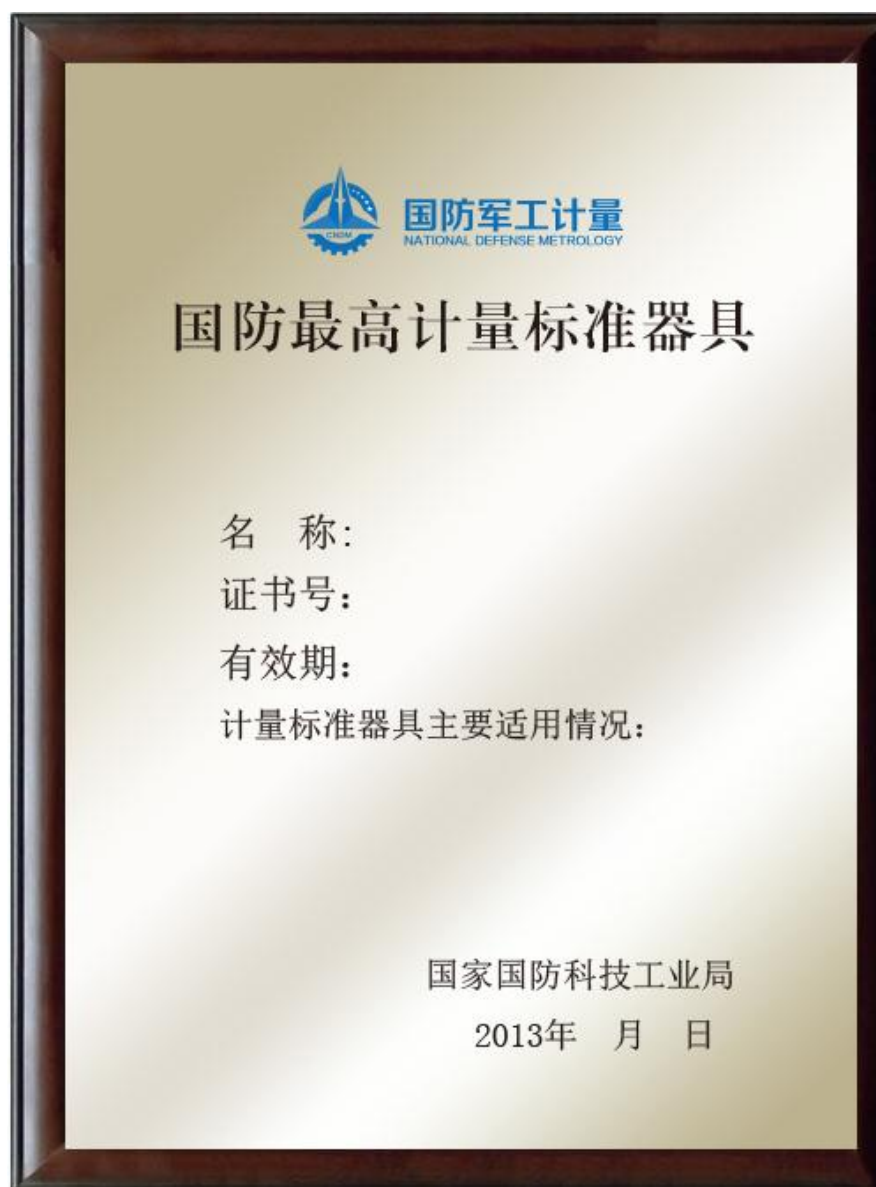 CNDM
国防军工计量
NATIONAL DEFENSE METROLOGY
国防最高计量标准器具
名 称:
证书号：
有效期：
计量标准器具主要适用情况：
国家国防科技工业局
2013年 月 日